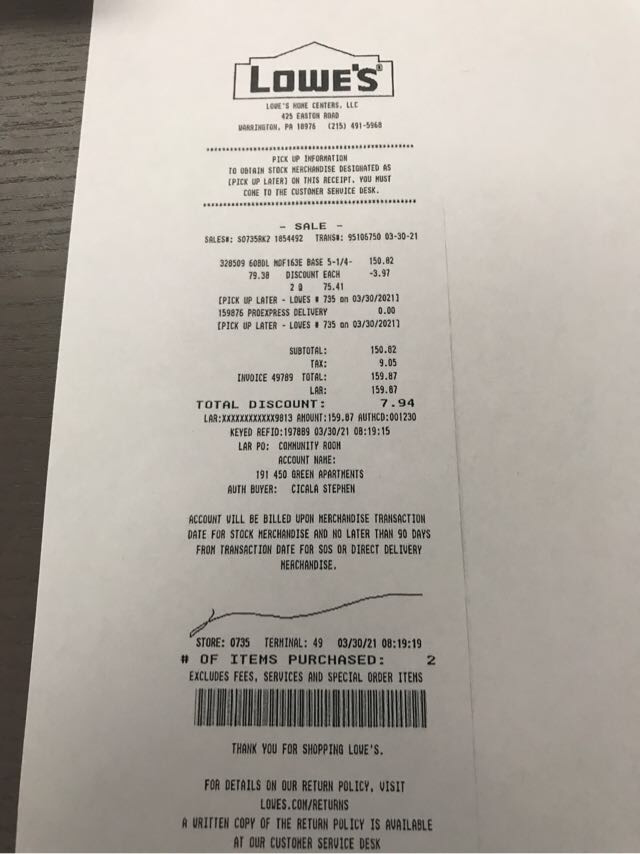 LOWE'S®
LOWE'S HOME CENTERS, LLC
425 EASTON ROAD
WARRINGTON, PA 18976 (215) 491-5968
PICK UP INFORMATION
TO OBTAIN STOCK MERCHANDISE DESIGNATED AS
[PICK UP LATER] ON THIS RECEIPT, YOU MUST
COME TO THE CUSTOMER SERVICE DESK.
- SALE -
SALES#: S0735RK2 1854492 TRANS#: 95106750 03-30-21
328509 608DL MDF163E BASE 5-1/4- 150.82
79.38 DISCOUNT EACH -3.97
2 @ 75.41
[PICK UP LATER - LOWES # 735 on 03/30/2021]
159876 PROEXPRESS DELIVERY 0.00
[PICK UP LATER - LOWES # 735 on 03/30/2021]
SUBTOTAL: 150.82
TAX: 9.05
INVOICE 49789 TOTAL: 159.87
LAR: 159.87
TOTAL DISCOUNT: 7.94
LAR:XXXXXXXXXXXX9813 AMOUNT:159.87 AUTHCD:001230
KEYED REFID:197889 03/30/21 08:19:15
LAR PO: COMMUNITY ROOM
ACCOUNT NAME:
191 450 GREEN APARTMENTS
AUTH BUYER: CICALA STEPHEN
ACCOUNT WILL BE BILLED UPON MERCHANDISE TRANSACTION
DATE FOR STOCK MERCHANDISE AND NO LATER THAN 90 DAYS
FROM TRANSACTION DATE FOR SOS OR DIRECT DELIVERY
MERCHANDISE.
STORE: 0735 TERMINAL: 49 03/30/21 08:19:19
# OF ITEMS PURCHASED: 2
EXCLUDES FEES, SERVICES AND SPECIAL ORDER ITEMS
THANK YOU FOR SHOPPING LOWE'S.
FOR DETAILS ON OUR RETURN POLICY, VISIT
LOWES.COM/RETURNS
A WRITTEN COPY OF THE RETURN POLICY IS AVAILABLE
AT OUR CUSTOMER SERVICE DESK